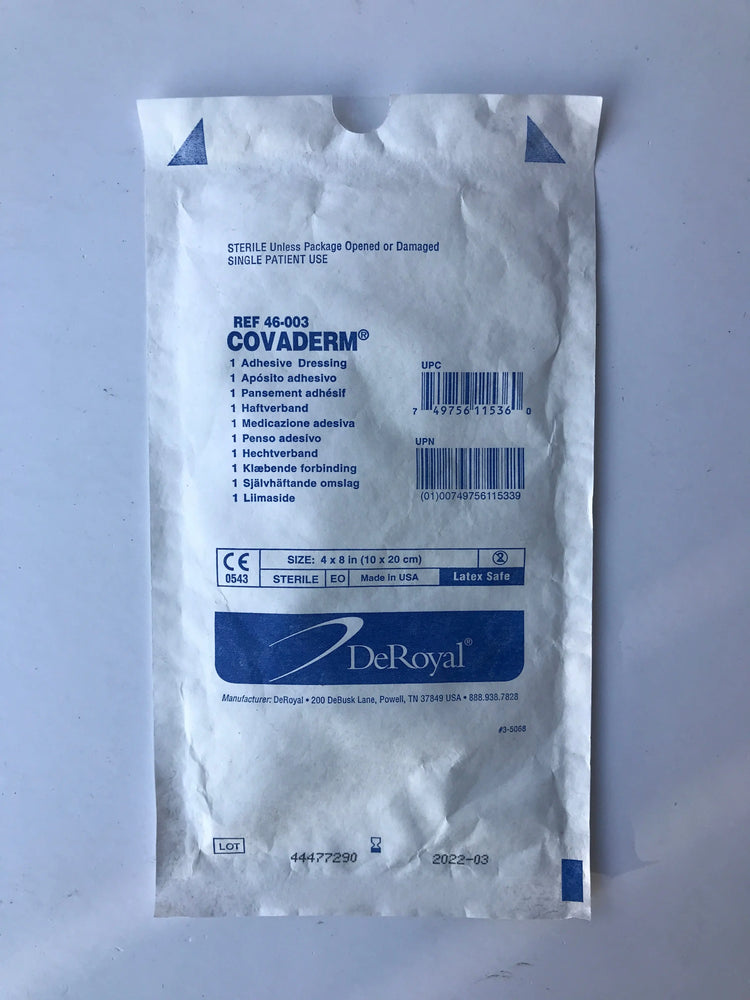 STERILE Unless Package Opened or Damaged
SINGLE PATIENT USE
REF 46-003
COVADERM®
1 Adhesive Dressing
1 Apósito adhesivo
1 Pansement adhésif
1 Haftverband
1 Medicazione adesiva
1 Penso adesivo
1 Hechtverband
1 Klæbende forbinding
1 Självhäftande omslag
1 Liimaside
UPC
7 49756 11536 0
UPN
(01)00749756115339
CE
0543
SIZE: 4 x 8 in (10 x 20 cm)
2
STERILE EO Made in USA Latex Safe
DeRoyal®
Manufacturer: DeRoyal • 200 DeBusk Lane, Powell, TN 37849 USA • 888.938.7828
#3-5068
LOT 44477290 2022-03